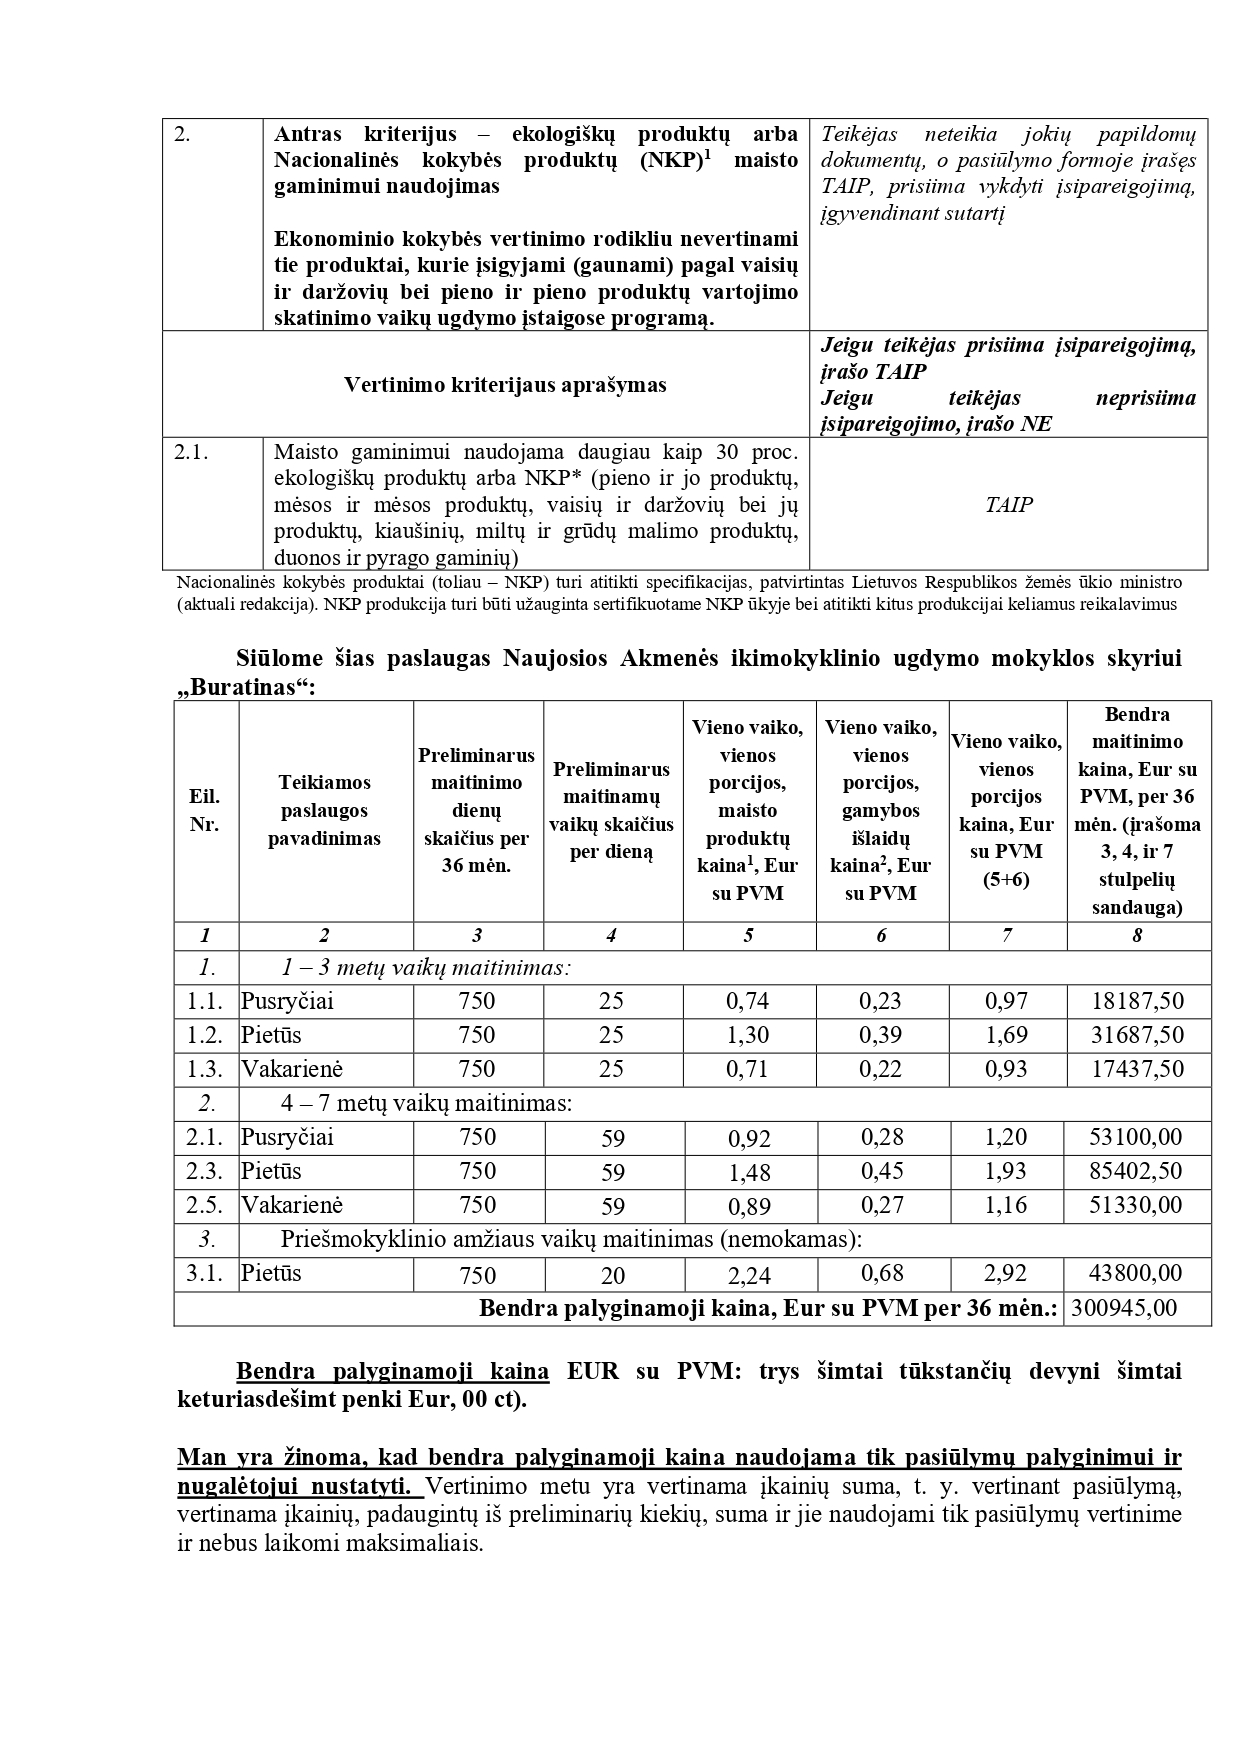 2.
Antras kriterijus – ekologiškų produktų arba
Nacionalinės kokybės produktų (NKP)¹ maisto
gaminimui naudojimas
Ekonominio kokybės vertinimo rodikliu nevertinami
tie produktai, kurie įsigyjami (gaunami) pagal vaisių
ir daržovių bei pieno ir pieno produktų vartojimo
skatinimo vaikų ugdymo įstaigose programą.
Teikėjas neteikia jokių papildomų
dokumentų, o pasiūlymo formoje įrašęs
TAIP, prisiima vykdyti įsipareigojimą,
įgyvendinant sutartį
Vertinimo kriterijaus aprašymas
Jeigu teikėjas prisiima įsipareigojimą,
įrašo TAIP
Jeigu teikėjas neprisiima
įsipareigojimo, įrašo NE
2.1.
Maisto gaminimui naudojama daugiau kaip 30 proc.
ekologiškų produktų arba NKP* (pieno ir jo produktų,
mėsos ir mėsos produktų, vaisių ir daržovių bei jų
produktų, kiaušinių, miltų ir grūdų malimo produktų,
duonos ir pyrago gaminių)
TAIP
Nacionalinės kokybės produktai (toliau – NKP) turi atitikti specifikacijas, patvirtintas Lietuvos Respublikos žemės ūkio ministro
(aktuali redakcija). NKP produkcija turi būti užauginta sertifikuotame NKP ūkyje bei atitikti kitus produkcijai keliamus reikalavimus
Siūlome šias paslaugas Naujosios Akmenės ikimokyklinio ugdymo mokyklos skyriui
„Buratinas“:
Eil.
Nr.
Teikiamos
paslaugos
pavadinimas
Preliminarus
maitinimo
dienų
skaičius per
36 mėn.
Preliminarus
maitinamų
vaikų skaičius
per dieną
Vieno vaiko,
vienos
porcijos,
maisto
produktų
kaina¹, Eur
su PVM
Vieno vaiko,
vienos
porcijos,
gamybos
išlaidų
kaina², Eur
su PVM
Vieno vaiko,
vienos
porcijos
kaina, Eur
su PVM
(5+6)
Bendra
maitinimo
kaina, Eur su
PVM, per 36
mėn. (įrašoma
3, 4, ir 7
stulpelių
sandauga)
1 2 3 4 5 6 7 8
1. 1 – 3 metų vaikų maitinimas:
1.1. Pusryčiai 750 25 0,74 0,23 0,97 18187,50
1.2. Pietūs 750 25 1,30 0,39 1,69 31687,50
1.3. Vakarienė 750 25 0,71 0,22 0,93 17437,50
2. 4 – 7 metų vaikų maitinimas:
2.1. Pusryčiai 750 59 0,92 0,28 1,20 53100,00
2.3. Pietūs 750 59 1,48 0,45 1,93 85402,50
2.5. Vakarienė 750 59 0,89 0,27 1,16 51330,00
3. Priešmokyklinio amžiaus vaikų maitinimas (nemokamas):
3.1. Pietūs 750 20 2,24 0,68 2,92 43800,00
Bendra palyginamoji kaina, Eur su PVM per 36 mėn.: 300945,00
Bendra palyginamoji kaina EUR su PVM: trys šimtai tūkstančių devyni šimtai
keturiasdešimt penki Eur, 00 ct).
Man yra žinoma, kad bendra palyginamoji kaina naudojama tik pasiūlymų palyginimui ir
nugalėtojui nustatyti. Vertinimo metu yra vertinama įkainių suma, t. y. vertinant pasiūlymą,
vertinama įkainių, padaugintų iš preliminarių kiekių, suma ir jie naudojami tik pasiūlymų vertinime
ir nebus laikomi maksimaliais.